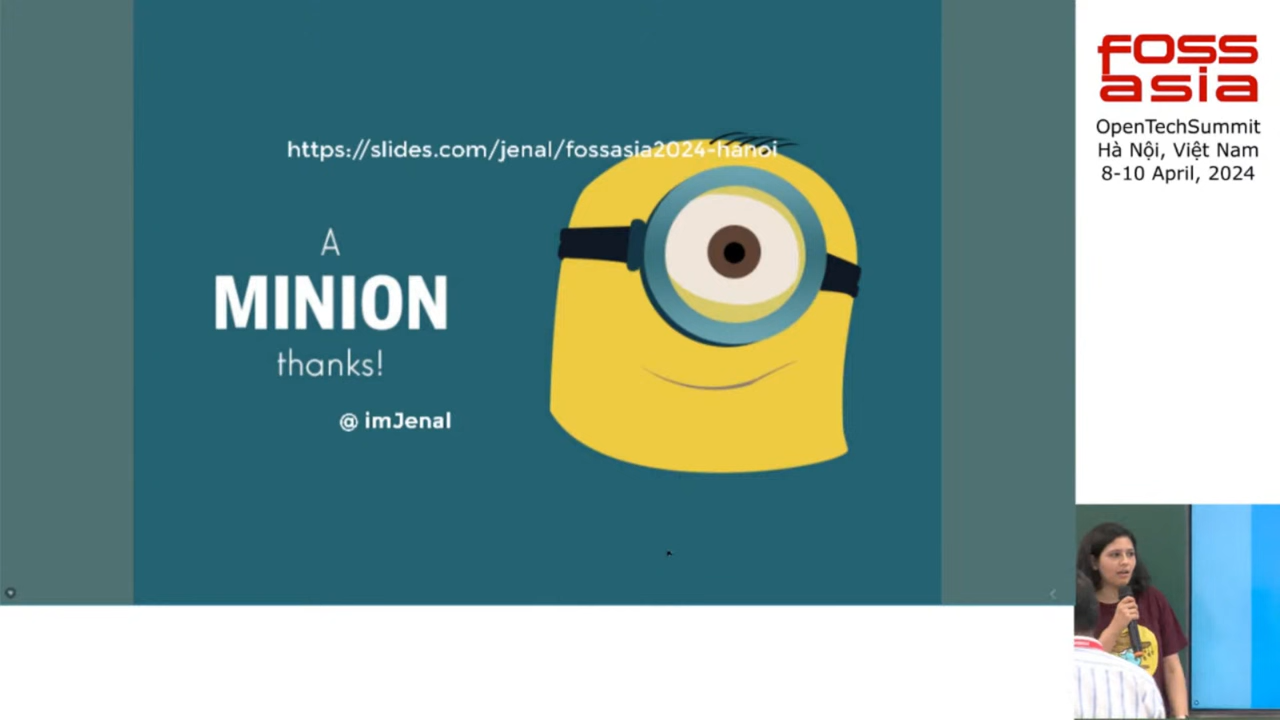 https://slides.com/jenal/fossasia2024-hanoi
A
MINION
thanks!
@ imJenal
FOSS
asia
OpenTechSummit
Hà Nội, Việt Nam
8-10 April, 2024